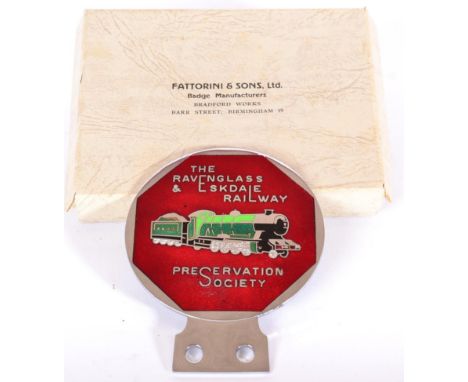 FATTORINI & SONS, Ltd.
Badge Manufacturers
BRADFORD WORKS
BARR STREET, BIRMINGHAM 19
THE
RAVENGLASS
& ESKDALE
RAILWAY
PRESERVATION
SOCIETY